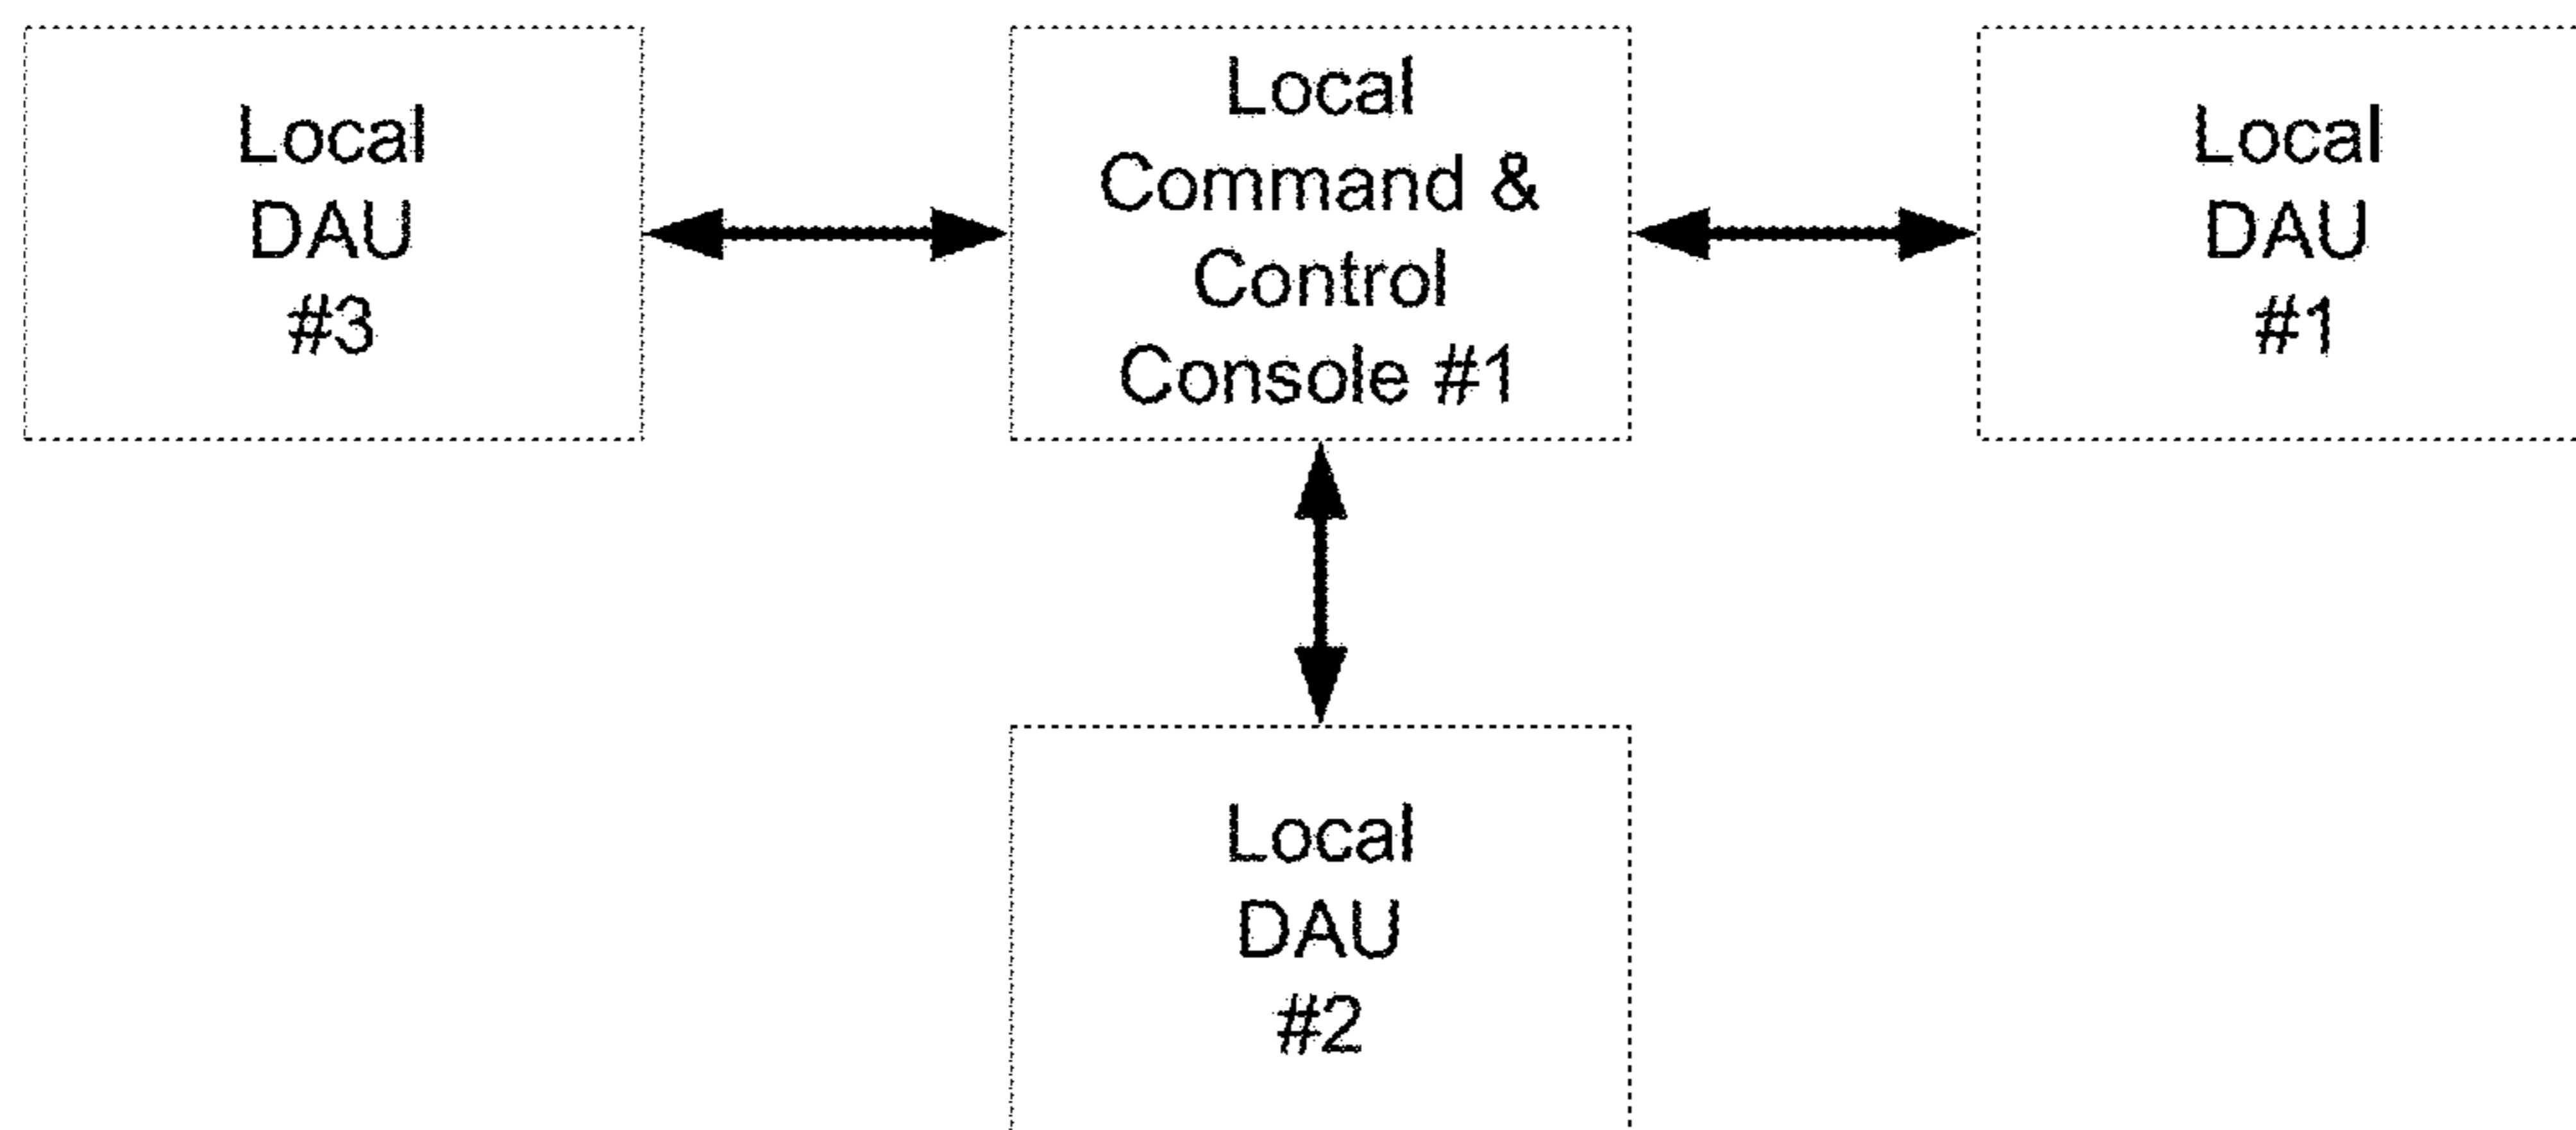 Local
DAU
#3
Local
Command &
Control
Console #1
Local
DAU
#1
Local
DAU
#2